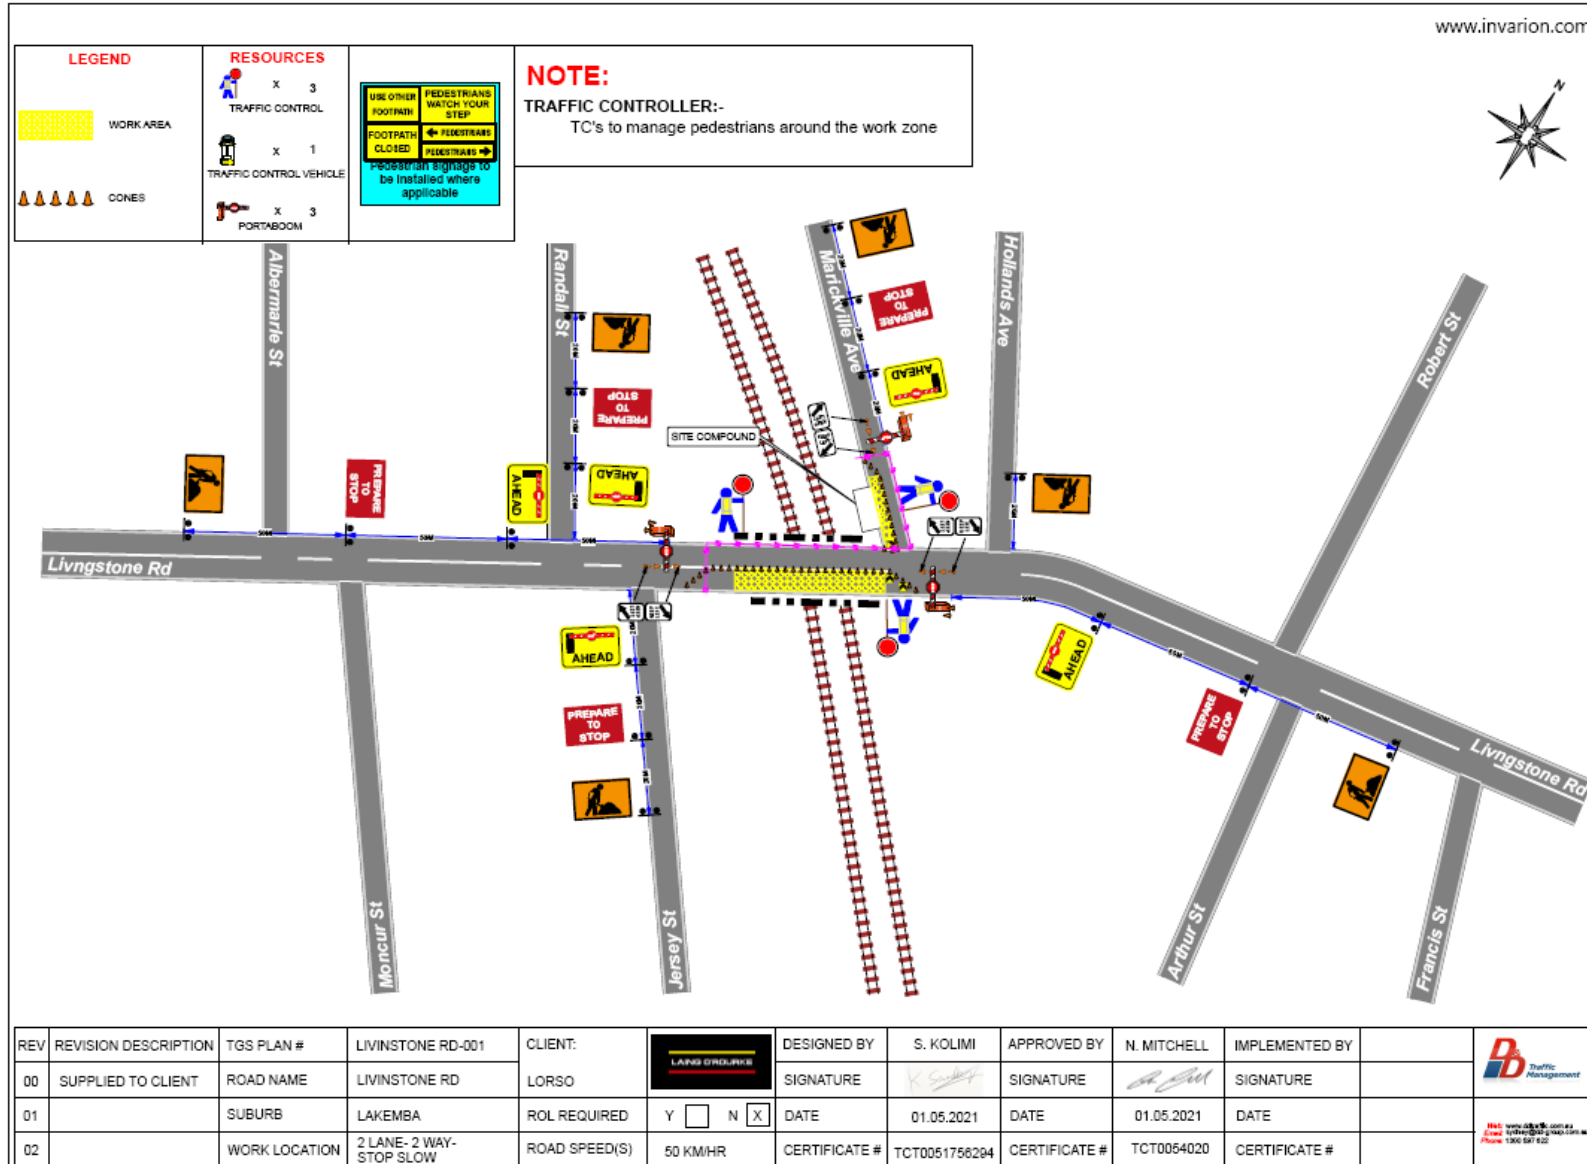 www.invarion.com
LEGEND
WORK AREA
CONES
RESOURCES
X 3
TRAFFIC CONTROL
X 1
TRAFFIC CONTROL VEHICLE
X 3
PORTABOOM
USE OTHER FOOTPATH
PEDESTRIANS WATCH YOUR STEP
FOOTPATH CLOSED
PEDESTRIANS
PEDESTRIANS
Pedestrian signage to
be installed where
applicable
NOTE:
TRAFFIC CONTROLLER:-
TC's to manage pedestrians around the work zone
N
Albermarle St
Randall St
Marickville Ave
Hollands Ave
Robert St
PREPARE TO STOP
AHEAD
PREPARE TO STOP
AHEAD
SITE COMPOUND
PREPARE TO STOP
AHEAD
50M
50M
50M
Livngstone Rd
AHEAD
PREPARE TO STOP
AHEAD
PREPARE TO STOP
Livngstone Rd
Moncur St
Jersey St
Arthur St
Francis St
REV REVISION DESCRIPTION TGS PLAN # LIVINSTONE RD-001 CLIENT: LAING O'ROURKE DESIGNED BY S. KOLIMI APPROVED BY N. MITCHELL IMPLEMENTED BY
00 SUPPLIED TO CLIENT ROAD NAME LIVINSTONE RD LORSO SIGNATURE SIGNATURE SIGNATURE
01 SUBURB LAKEMBA ROL REQUIRED Y N X DATE 01.05.2021 DATE 01.05.2021 DATE
02 WORK LOCATION 2 LANE- 2 WAY-
STOP SLOW
ROAD SPEED(S) 50 KM/HR CERTIFICATE # TCT0051756294 CERTIFICATE # TCT0054020 CERTIFICATE #
D&D Traffic
Management